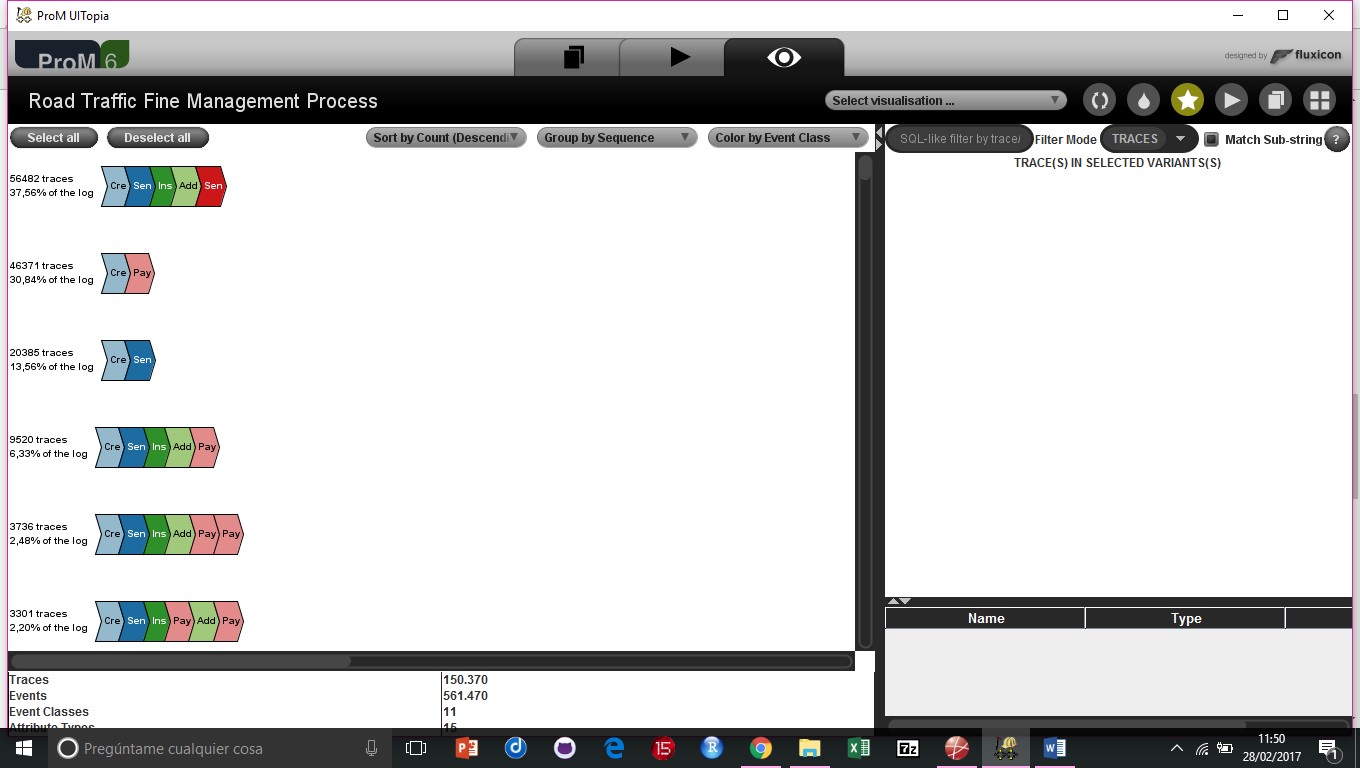 ProM UITopia
ProM 6
designed by fluxicon
Road Traffic Fine Management Process
Select visualisation ...
Select all
Deselect all
Sort by Count (Descendi
Group by Sequence
Color by Event Class
SQL-like filter by trace/
Filter Mode
TRACES
Match Sub-string
?
TRACE(S) IN SELECTED VARIANTS(S)
56482 traces
37,56% of the log
Cre Sen Ins Add Sen
46371 traces
30,84% of the log
Cre Pay
20385 traces
13,56% of the log
Cre Sen
9520 traces
6,33% of the log
Cre Sen Ins Add Pay
3736 traces
2,48% of the log
Cre Sen Ins Add Pay Pay
3301 traces
2,20% of the log
Cre Sen Ins Pay Add Pay
Name Type
Traces 150.370
Events 561.470
Event Classes 11
Attribute Types 15
Pregúntame cualquier cosa
15
R
7z
11:50
28/02/2017
1